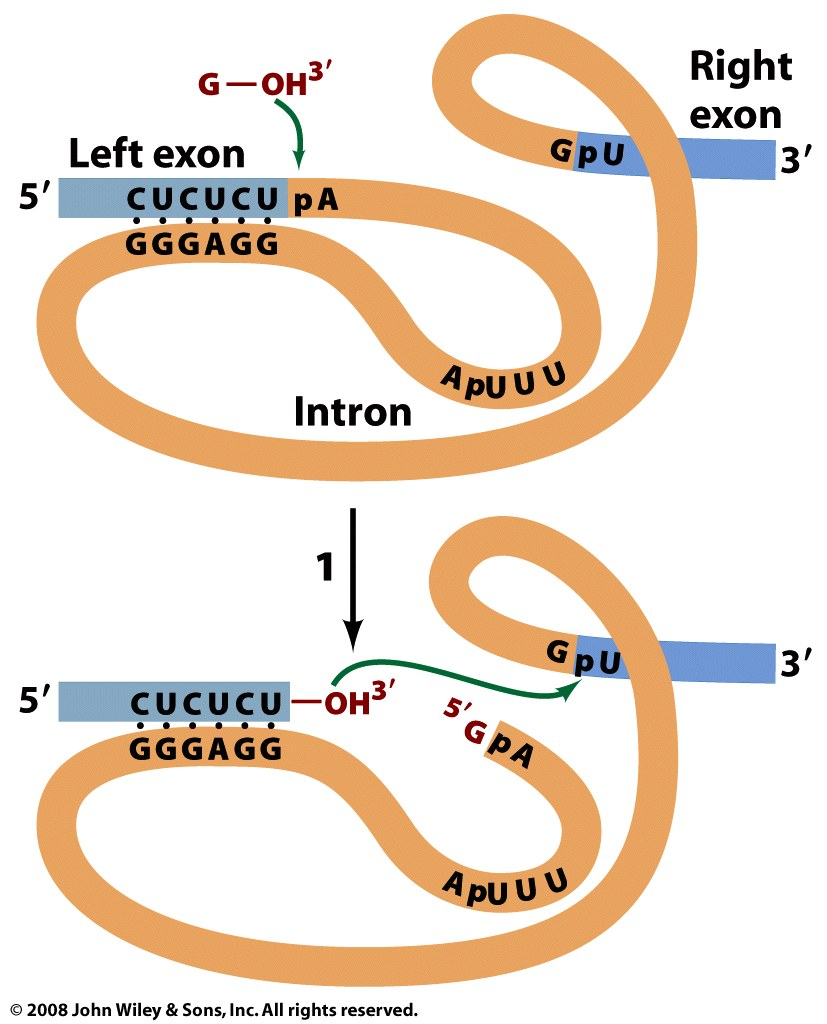 G—OH3′
Right
exon
Left exon
GpU
3′
5′
CUCUCU
pA
GGGAGG
ApUUU
Intron
1
GpU
3′
5′
CUCUCU
—OH3′
5′
GpA
GGGAGG
ApUUU
© 2008 John Wiley & Sons, Inc. All rights reserved.